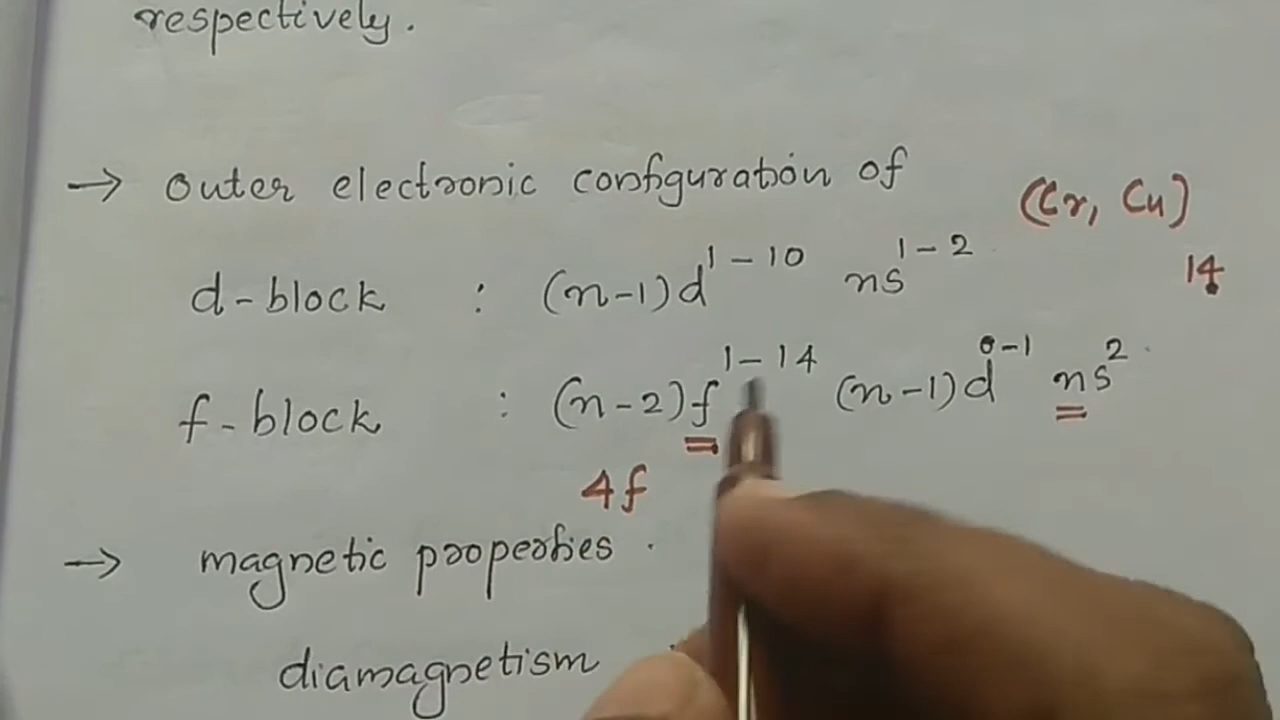 respectively.
→ outer electronic configuration of
(Cr, Cu)
d-block : (n-1)d¹⁻¹⁰ ns¹⁻²
14
f-block : (n-2)f¹⁻¹⁴ (n-1)d⁰⁻¹ ns²
4f
→ magnetic properties.
diamagnetism